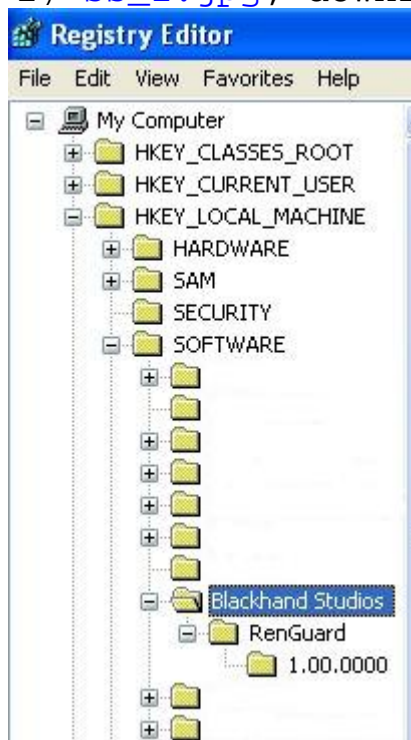 Registry Editor
File Edit View Favorites Help
My Computer
HKEY_CLASSES_ROOT
HKEY_CURRENT_USER
HKEY_LOCAL_MACHINE
HARDWARE
SAM
SECURITY
SOFTWARE
Blackhand Studios
RenGuard
1.00.0000